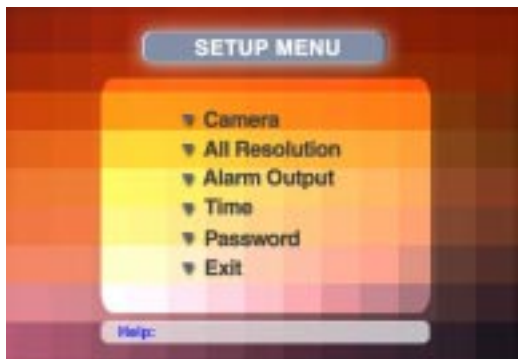 SETUP MENU
Camera
All Resolution
Alarm Output
Time
Password
Exit
Help: